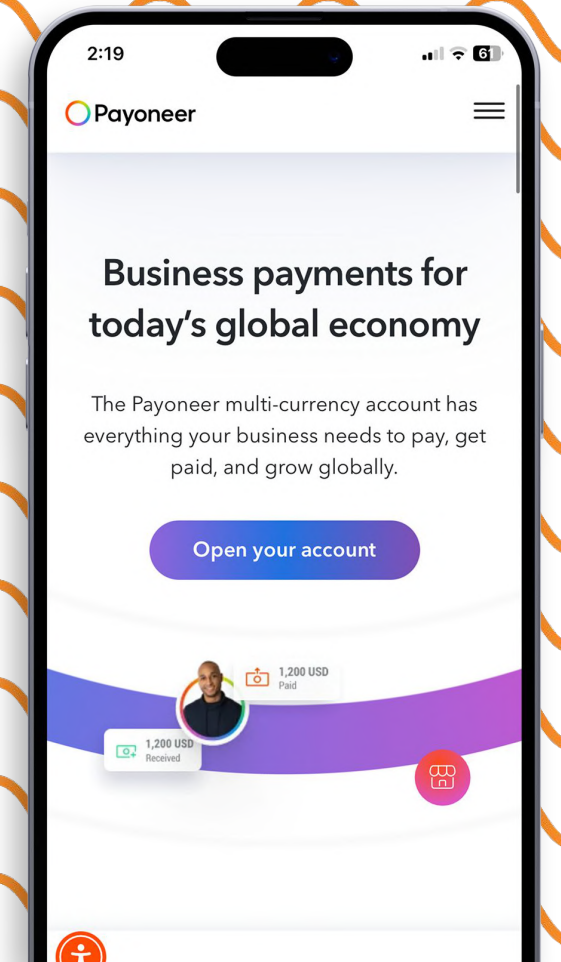 2:19
61
Payoneer
Business payments for
today's global economy
The Payoneer multi-currency account has
everything your business needs to pay, get
paid, and grow globally.
Open your account
1,200 USD
Paid
1,200 USD
Received